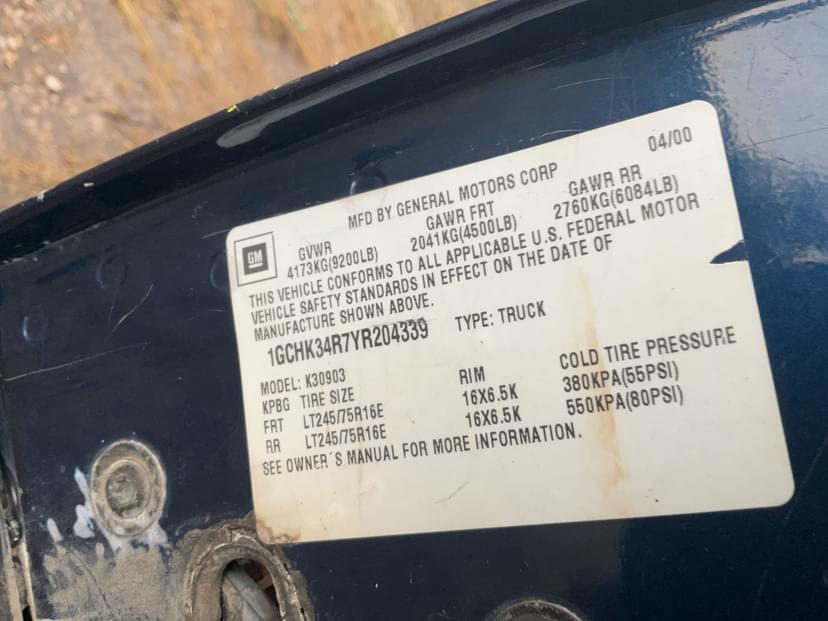 04/00
MFD BY GENERAL MOTORS CORP
GM
GVWR GAWR FRT GAWR RR
4173KG(9200LB) 2041KG(4500LB) 2760KG(6084LB)
THIS VEHICLE CONFORMS TO ALL APPLICABLE U.S. FEDERAL MOTOR
VEHICLE SAFETY STANDARDS IN EFFECT ON THE DATE OF
MANUFACTURE SHOWN ABOVE.
1GCHK34R7YR204339 TYPE: TRUCK
MODEL: K30903
KPBG TIRE SIZE RIM COLD TIRE PRESSURE
FRT LT245/75R16E 16X6.5K 380KPA(55PSI)
RR LT245/75R16E 16X6.5K 550KPA(80PSI)
SEE OWNER'S MANUAL FOR MORE INFORMATION.